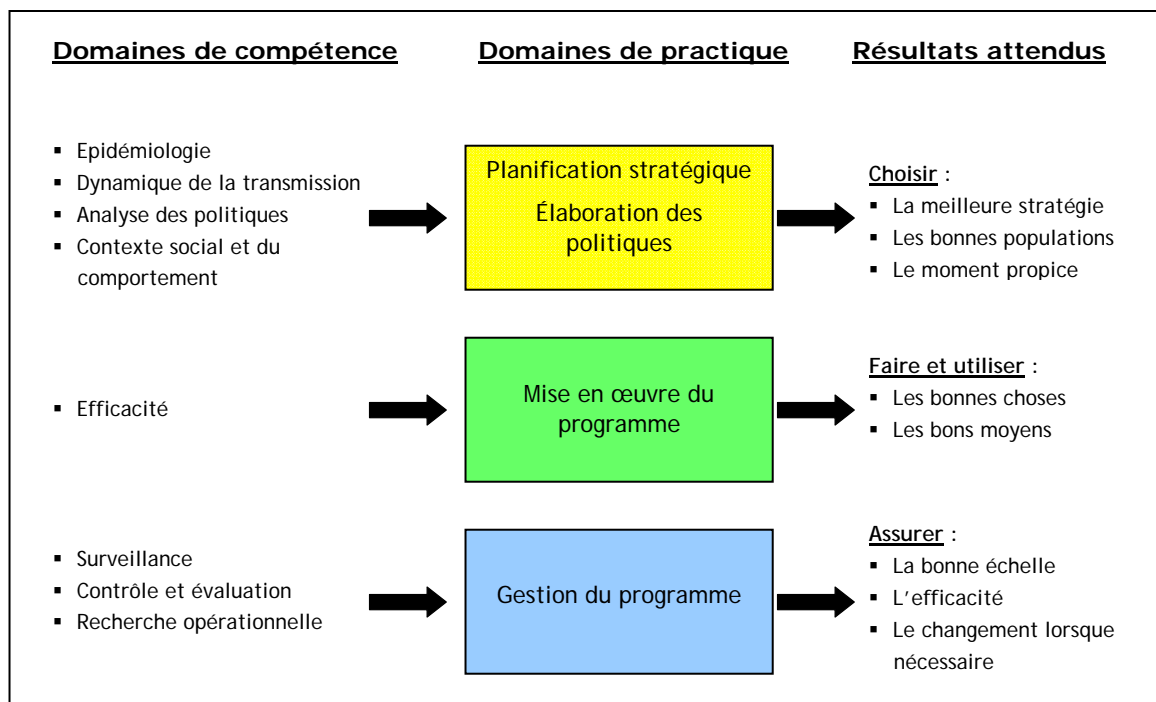 Domaines de compétence
Domaines de pratique
Résultats attendus
▪ Epidémiologie
▪ Dynamique de la transmission
▪ Analyse des politiques
▪ Contexte social et du
comportement
Planification stratégique
Élaboration des
politiques
Choisir :
▪ La meilleure stratégie
▪ Les bonnes populations
▪ Le moment propice
▪ Efficacité
Mise en œuvre du
programme
Faire et utiliser :
▪ Les bonnes choses
▪ Les bons moyens
▪ Surveillance
▪ Contrôle et évaluation
▪ Recherche opérationnelle
Gestion du programme
Assurer :
▪ La bonne échelle
▪ L'efficacité
▪ Le changement lorsque
nécessaire